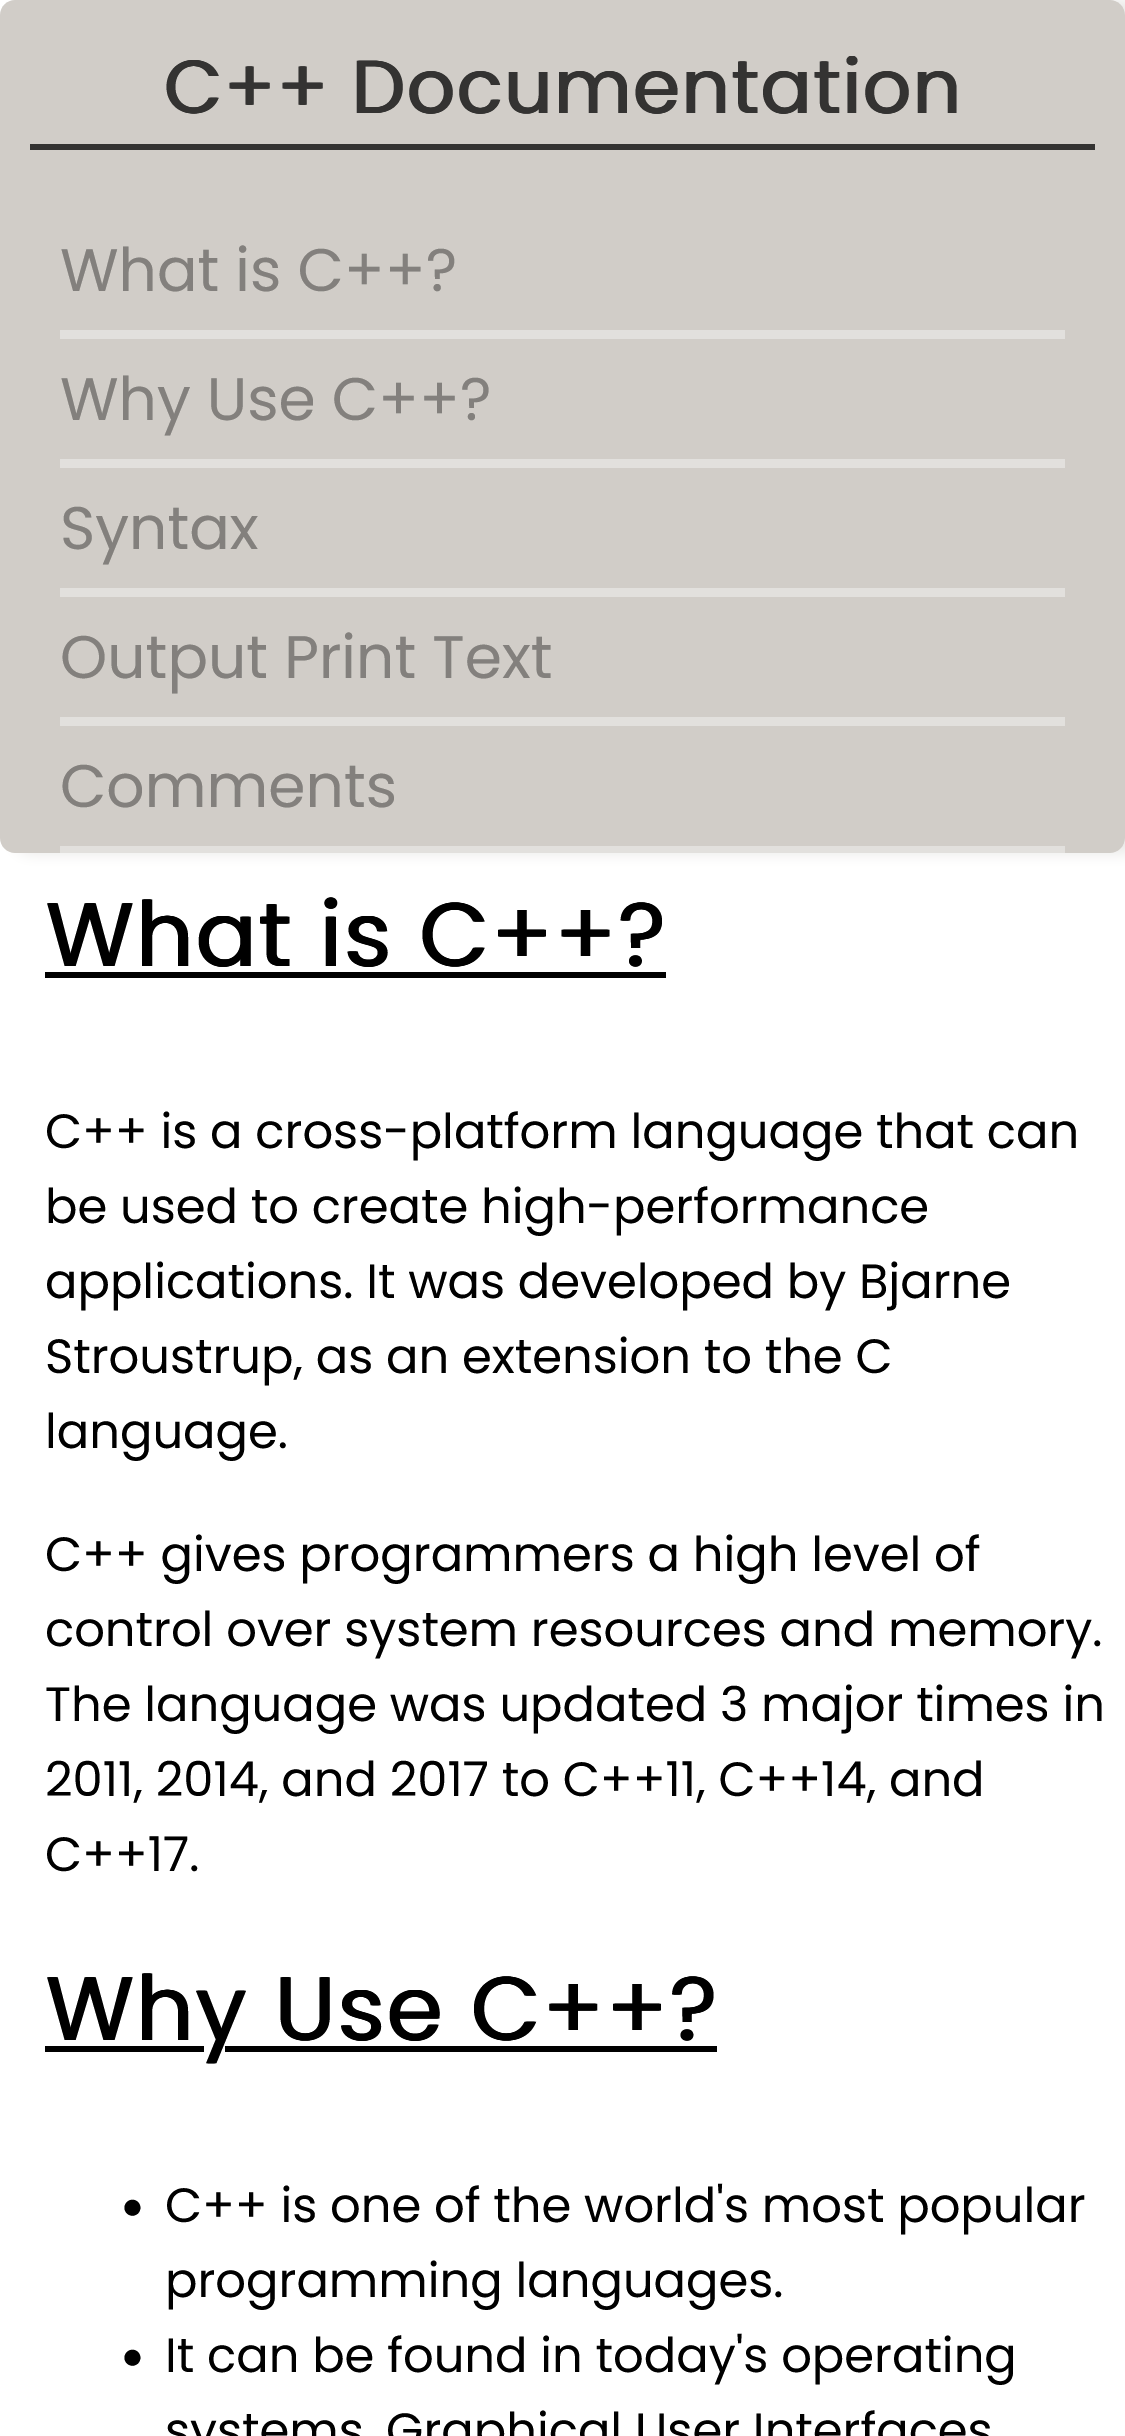 C++ Documentation
What is C++?
Why Use C++?
Syntax
Output Print Text
Comments
What is C++?
C++ is a cross-platform language that can
be used to create high-performance
applications. It was developed by Bjarne
Stroustrup, as an extension to the C
language.
C++ gives programmers a high level of
control over system resources and memory.
The language was updated 3 major times in
2011, 2014, and 2017 to C++11, C++14, and
C++17.
Why Use C++?
• C++ is one of the world's most popular
programming languages.
• It can be found in today's operating
systems, Graphical User Interfaces,